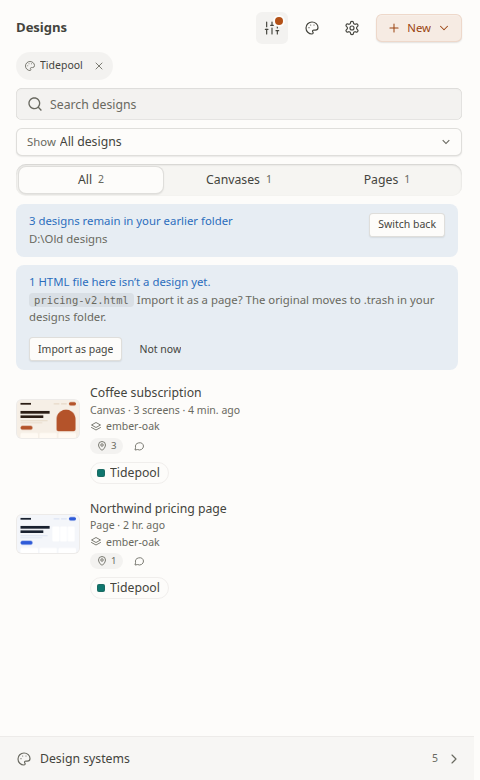 Designs
New
Tidepool
Search designs
Show All designs
All 2
Canvases 1
Pages 1
3 designs remain in your earlier folder
D:\Old designs
Switch back
1 HTML file here isn't a design yet.
pricing-v2.html Import it as a page? The original moves to .trash in your
designs folder.
Import as page
Not now
Coffee subscription
Canvas · 3 screens · 4 min. ago
ember-oak
3
Tidepool
Northwind pricing page
Page · 2 hr. ago
ember-oak
1
Tidepool
Design systems
5